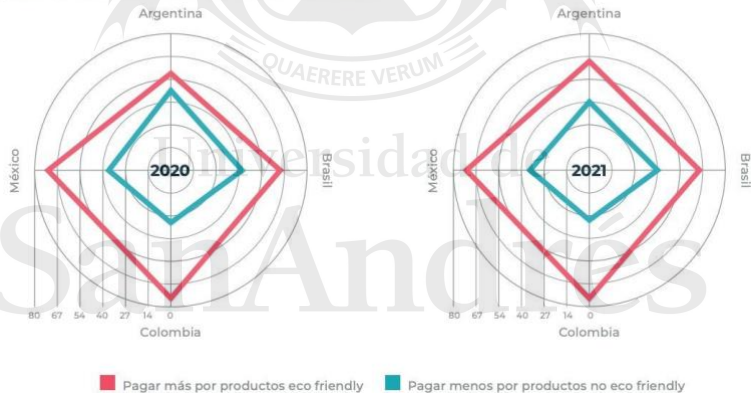 Argentina
Argentina
QUAERERE VERUM
México
2020
Brasil
México
2021
Brasil
Universidad de
SanAndrés
80 67 54 40 27 14 0
80 67 54 40 27 14 0
Colombia
Colombia
Pagar más por productos eco friendly
Pagar menos por productos no eco friendly